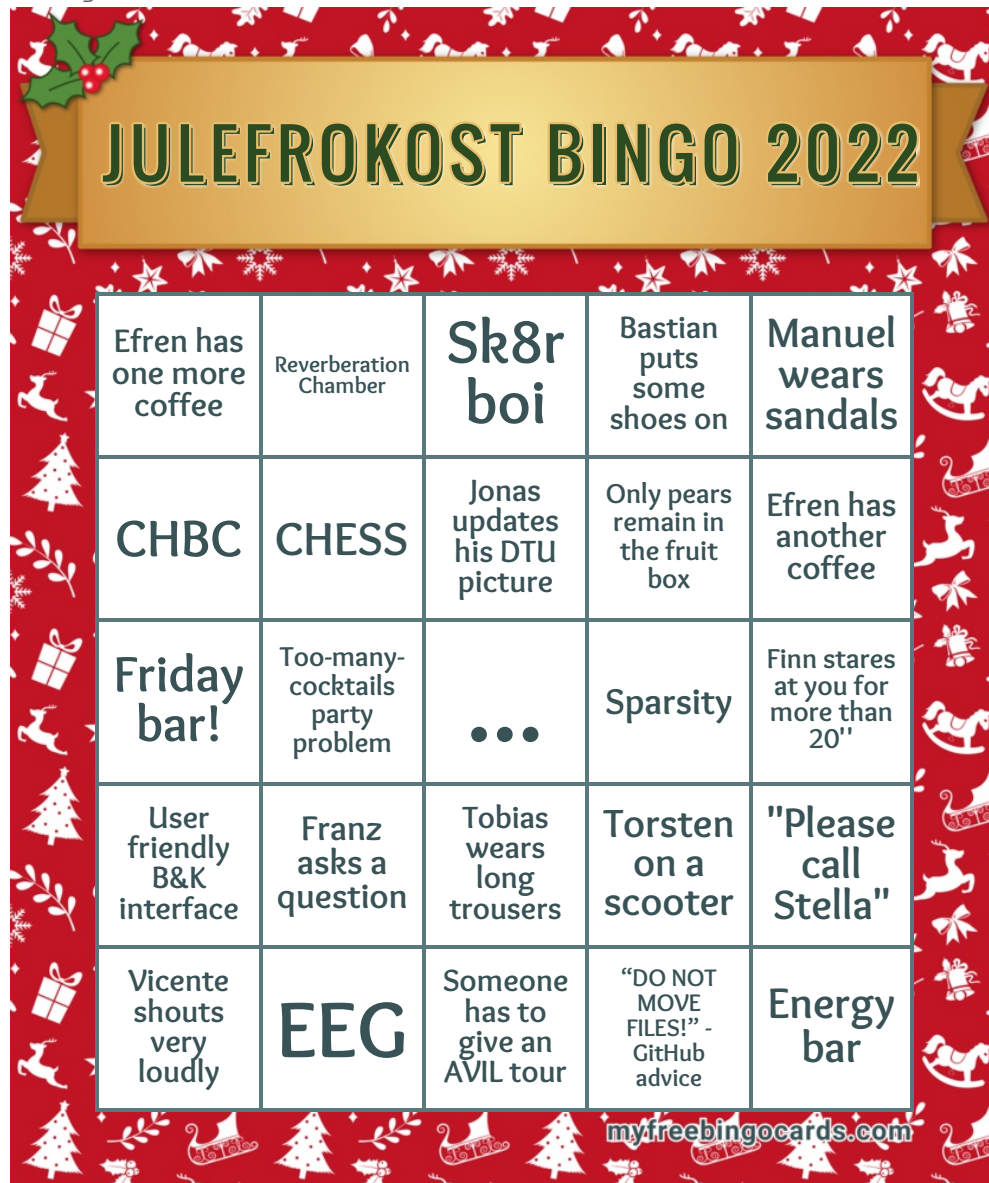 JULEFROKOST BINGO 2022
Efren has
one more
coffee
Reverberation
Chamber
Sk8r
boi
Bastian
puts
some
shoes on
Manuel
wears
sandals
CHBC
CHESS
Jonas
updates
his DTU
picture
Only pears
remain in
the fruit
box
Efren has
another
coffee
Friday
bar!
Too-many-
cocktails
party
problem
...
Sparsity
Finn stares
at you for
more than
20''
User
friendly
B&K
interface
Franz
asks a
question
Tobias
wears
long
trousers
Torsten
on a
scooter
"Please
call
Stella"
Vicente
shouts
very
loudly
EEG
Someone
has to
give an
AVIL tour
“DO NOT
MOVE
FILES!” -
GitHub
advice
Energy
bar
myfreebingocards.com